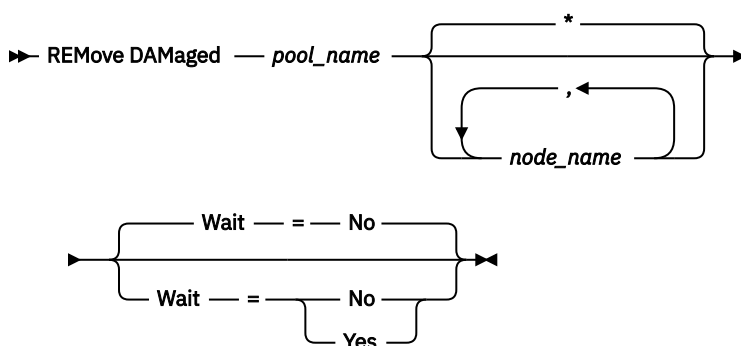 *
REMove DAMaged pool_name
,
node_name
Wait = No
Wait = No
Yes